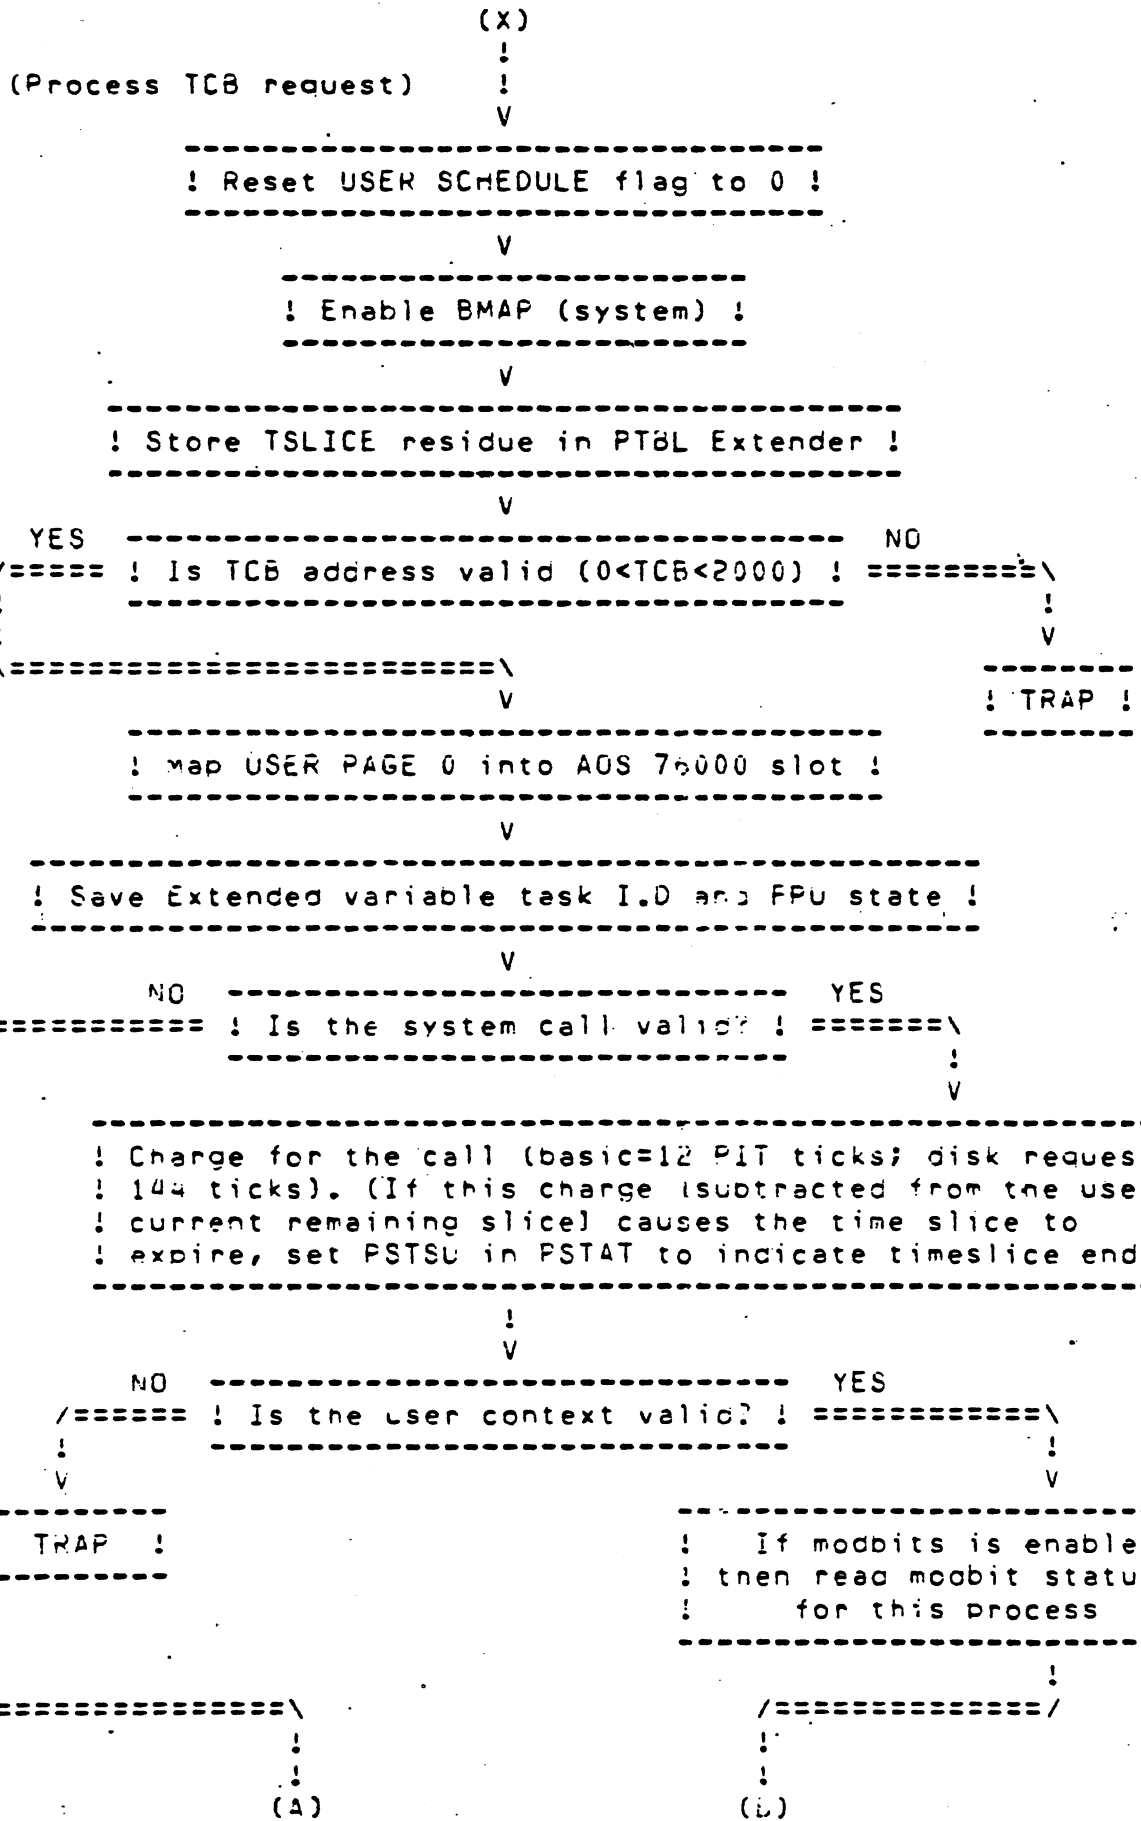 (X)
(Process TCB request)
Reset USER SCHEDULE flag to 0
Enable BMAP (system)
Store TSLICE residue in PTBL Extender
YES NO
Is TCB address valid (0<TCB<2000)
TRAP
Map USER PAGE 0 into AOS 76000 slot
Save Extended variable task I.D and FPU state
NO YES
Is the system call valid?
Charge for the call (basic=12 PIT ticks; disk reques
144 ticks). (If this charge [subtracted from the use
current remaining slice] causes the time slice to
expire, set in PSTAT to indicate timeslice end
NO YES
Is the user context valid?
TRAP
If modbits is enable
then read modbit statu
for this process
(A) (B)